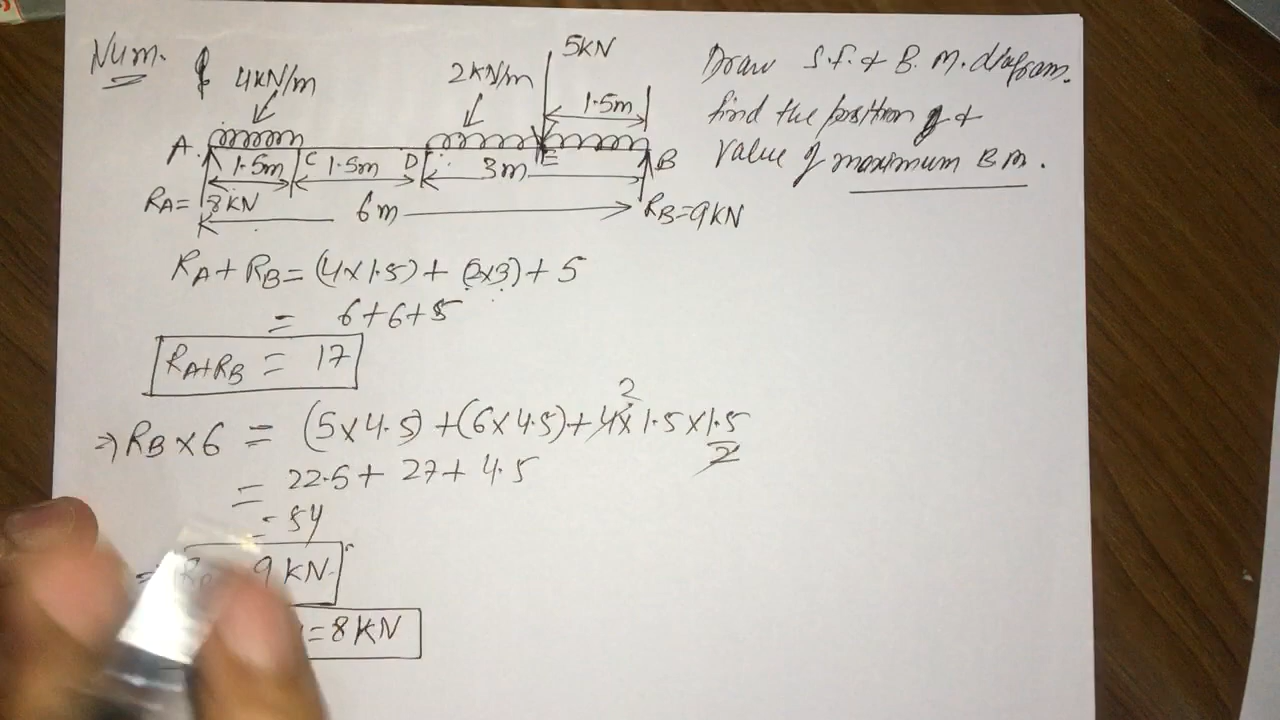 Num.
4KN/m
2KN/m
5KN
1.5m
A
1.5m
C
1.5m
D
3m
E
B
RA= 8KN
6m
RB=9KN
Draw S.F. & B.M. diagram.
find the position &
value of maximum B M.
RA+ RB= (4×1.5)+ (2×3)+5
= 6+6+5
RA+RB = 17
⇒ RB×6 = (5×4.5)+(6×4.5)+4×1.5×1.5
2
2
= 22.5+ 27+ 4.5
= 54
9 KN
=8KN